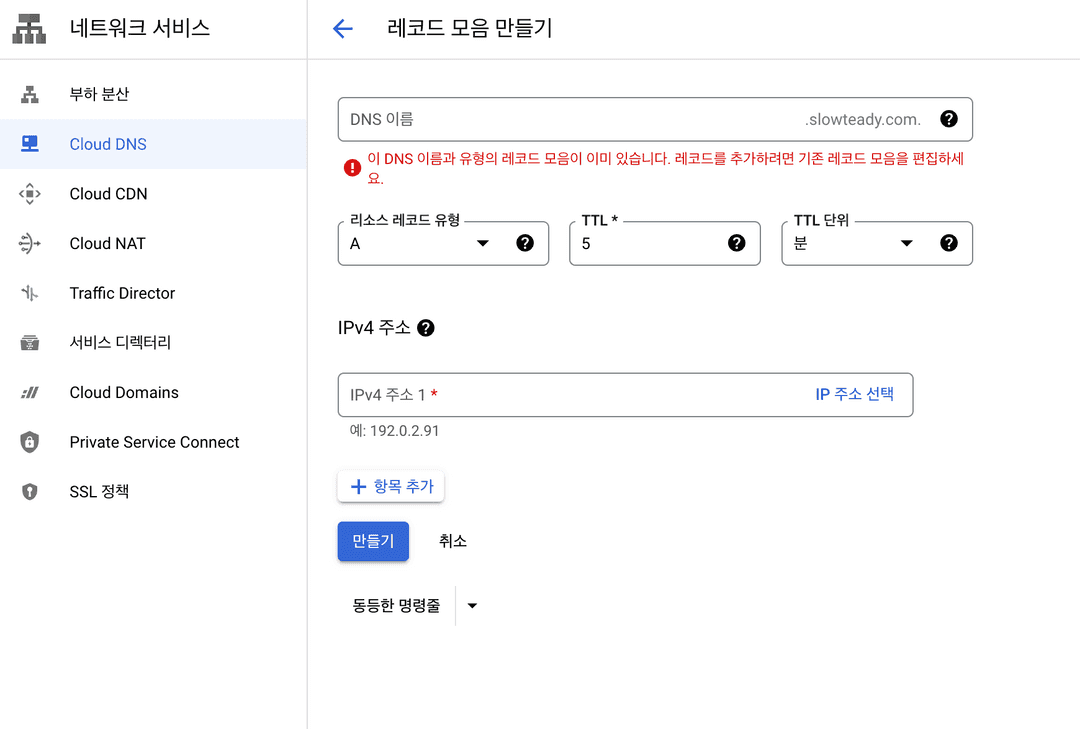 네트워크 서비스
레코드 모음 만들기
부하 분산
Cloud DNS
Cloud CDN
Cloud NAT
Traffic Director
서비스 디렉터리
Cloud Domains
Private Service Connect
SSL 정책
DNS 이름
.slowteady.com.
이 DNS 이름과 유형의 레코드 모음이 이미 있습니다. 레코드를 추가하려면 기존 레코드 모음을 편집하세
요.
리소스 레코드 유형
A
TTL *
5
TTL 단위
분
IPv4 주소
IPv4 주소 1 *
IP 주소 선택
예: 192.0.2.91
항목 추가
만들기
취소
동등한 명령줄